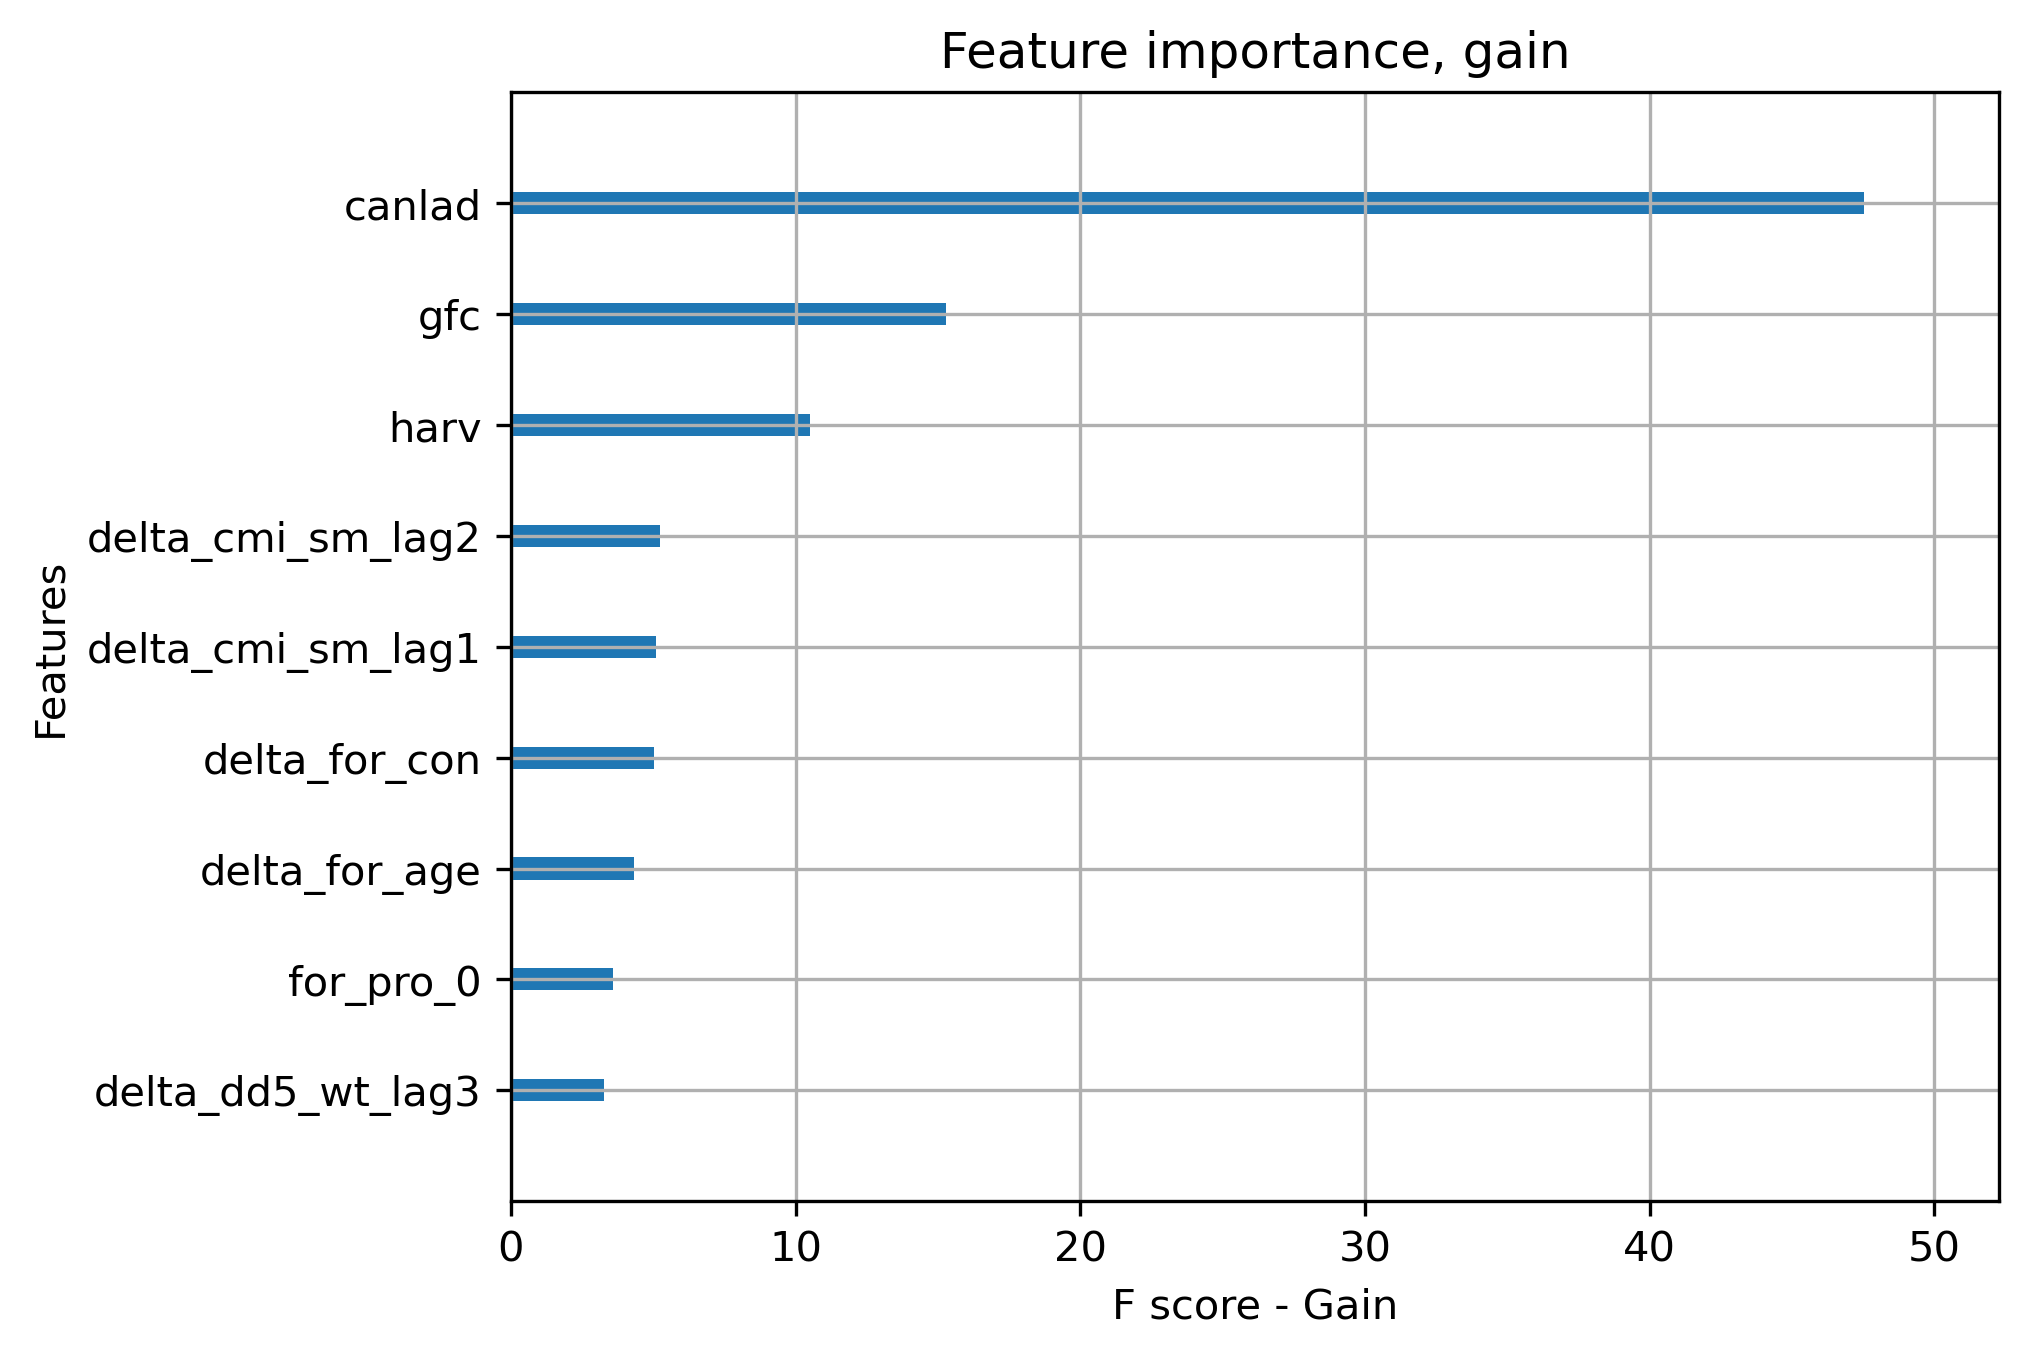 Feature importance, gain
canlad
gfc
harv
delta_cmi_sm_lag2
delta_cmi_sm_lag1
delta_for_con
delta_for_age
for_pro_0
delta_dd5_wt_lag3
Features
0 10 20 30 40 50
F score - Gain